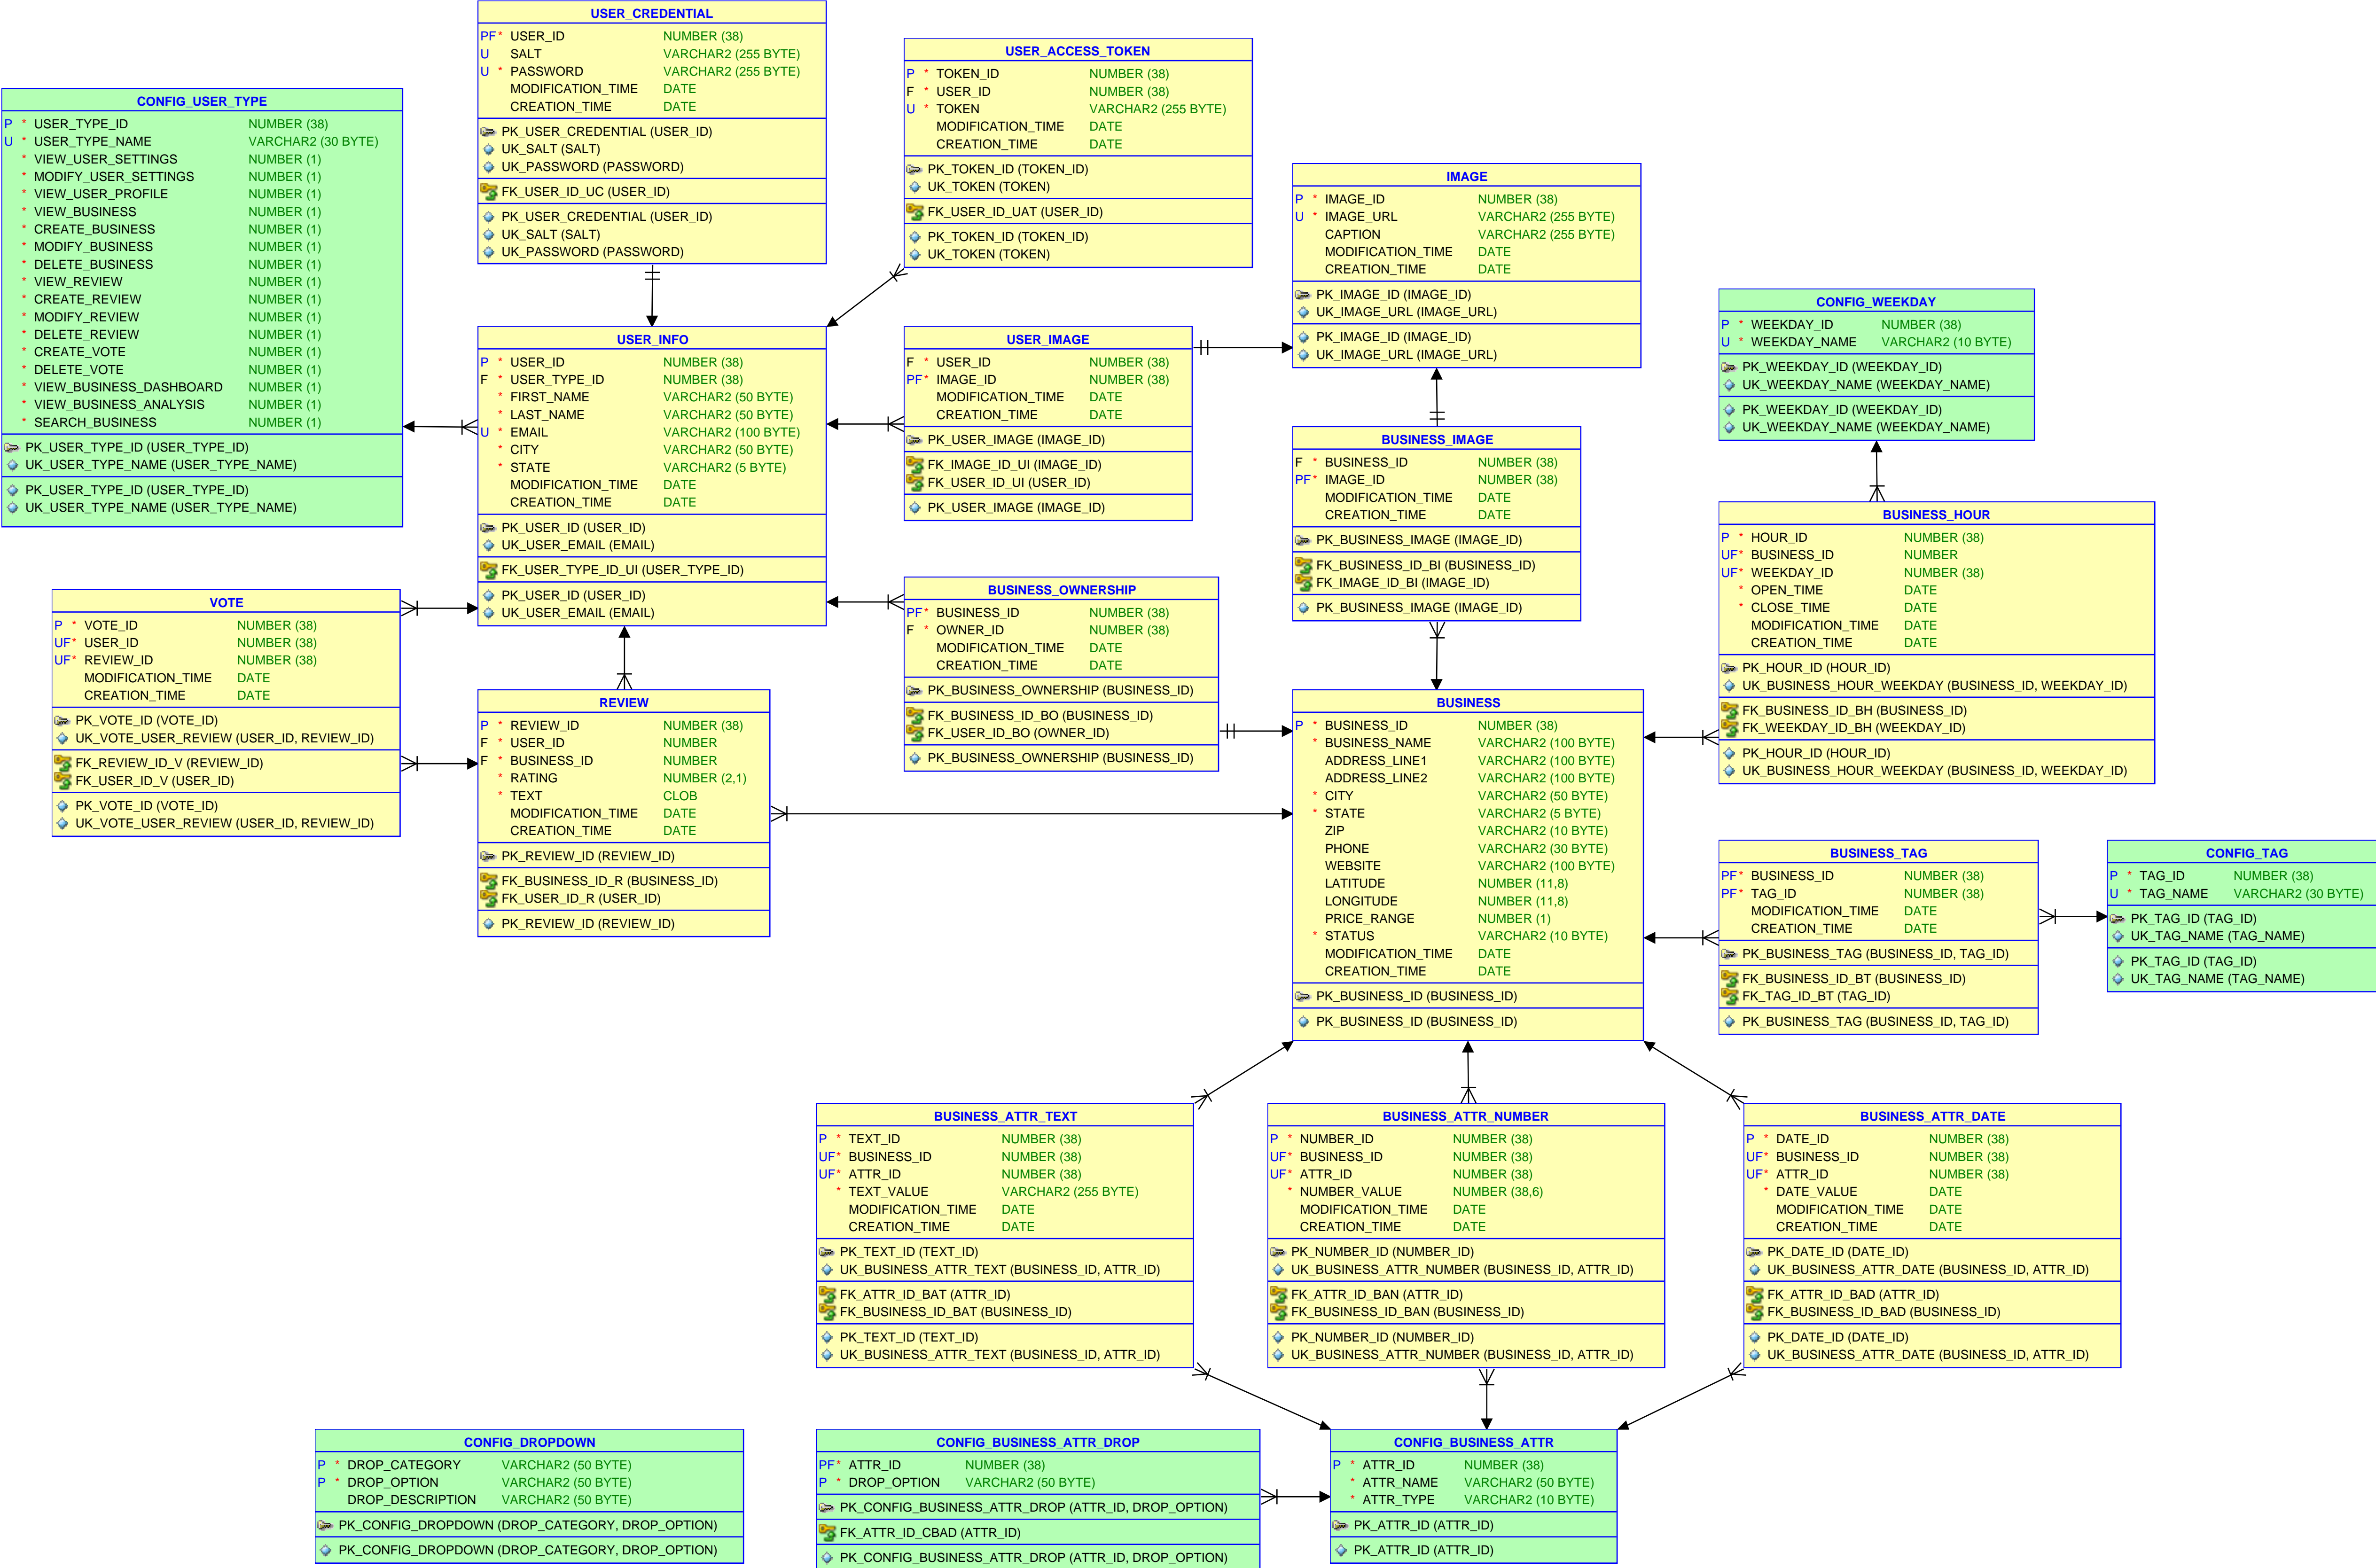 USER_CREDENTIAL
PF* USER_ID NUMBER (38)
U SALT VARCHAR2 (255 BYTE)
U * PASSWORD VARCHAR2 (255 BYTE)
MODIFICATION_TIME DATE
CREATION_TIME DATE
PK_USER_CREDENTIAL (USER_ID)
UK_SALT (SALT)
UK_PASSWORD (PASSWORD)
FK_USER_ID_UC (USER_ID)
PK_USER_CREDENTIAL (USER_ID)
UK_SALT (SALT)
UK_PASSWORD (PASSWORD)
USER_ACCESS_TOKEN
P * TOKEN_ID NUMBER (38)
F * USER_ID NUMBER (38)
U * TOKEN VARCHAR2 (255 BYTE)
MODIFICATION_TIME DATE
CREATION_TIME DATE
PK_TOKEN_ID (TOKEN_ID)
UK_TOKEN (TOKEN)
FK_USER_ID_UAT (USER_ID)
PK_TOKEN_ID (TOKEN_ID)
UK_TOKEN (TOKEN)
CONFIG_USER_TYPE
P * USER_TYPE_ID NUMBER (38)
U * USER_TYPE_NAME VARCHAR2 (30 BYTE)
* VIEW_USER_SETTINGS NUMBER (1)
* MODIFY_USER_SETTINGS NUMBER (1)
* VIEW_USER_PROFILE NUMBER (1)
* VIEW_BUSINESS NUMBER (1)
* CREATE_BUSINESS NUMBER (1)
* MODIFY_BUSINESS NUMBER (1)
* DELETE_BUSINESS NUMBER (1)
* VIEW_REVIEW NUMBER (1)
* CREATE_REVIEW NUMBER (1)
* MODIFY_REVIEW NUMBER (1)
* DELETE_REVIEW NUMBER (1)
* CREATE_VOTE NUMBER (1)
* DELETE_VOTE NUMBER (1)
* VIEW_BUSINESS_DASHBOARD NUMBER (1)
* VIEW_BUSINESS_ANALYSIS NUMBER (1)
* SEARCH_BUSINESS NUMBER (1)
PK_USER_TYPE_ID (USER_TYPE_ID)
UK_USER_TYPE_NAME (USER_TYPE_NAME)
PK_USER_TYPE_ID (USER_TYPE_ID)
UK_USER_TYPE_NAME (USER_TYPE_NAME)
IMAGE
P * IMAGE_ID NUMBER (38)
U * IMAGE_URL VARCHAR2 (255 BYTE)
CAPTION VARCHAR2 (255 BYTE)
MODIFICATION_TIME DATE
CREATION_TIME DATE
PK_IMAGE_ID (IMAGE_ID)
UK_IMAGE_URL (IMAGE_URL)
PK_IMAGE_ID (IMAGE_ID)
UK_IMAGE_URL (IMAGE_URL)
CONFIG_WEEKDAY
P * WEEKDAY_ID NUMBER (38)
U * WEEKDAY_NAME VARCHAR2 (10 BYTE)
PK_WEEKDAY_ID (WEEKDAY_ID)
UK_WEEKDAY_NAME (WEEKDAY_NAME)
PK_WEEKDAY_ID (WEEKDAY_ID)
UK_WEEKDAY_NAME (WEEKDAY_NAME)
USER_INFO
P * USER_ID NUMBER (38)
F * USER_TYPE_ID NUMBER (38)
* FIRST_NAME VARCHAR2 (50 BYTE)
* LAST_NAME VARCHAR2 (50 BYTE)
U * EMAIL VARCHAR2 (100 BYTE)
* CITY VARCHAR2 (50 BYTE)
* STATE VARCHAR2 (5 BYTE)
MODIFICATION_TIME DATE
CREATION_TIME DATE
PK_USER_ID (USER_ID)
UK_USER_EMAIL (EMAIL)
FK_USER_TYPE_ID_UI (USER_TYPE_ID)
PK_USER_ID (USER_ID)
UK_USER_EMAIL (EMAIL)
USER_IMAGE
F * USER_ID NUMBER (38)
PF* IMAGE_ID NUMBER (38)
MODIFICATION_TIME DATE
CREATION_TIME DATE
PK_USER_IMAGE (IMAGE_ID)
FK_IMAGE_ID_UI (IMAGE_ID)
FK_USER_ID_UI (USER_ID)
PK_USER_IMAGE (IMAGE_ID)
BUSINESS_IMAGE
F * BUSINESS_ID NUMBER (38)
PF* IMAGE_ID NUMBER (38)
MODIFICATION_TIME DATE
CREATION_TIME DATE
PK_BUSINESS_IMAGE (IMAGE_ID)
FK_BUSINESS_ID_BI (BUSINESS_ID)
FK_IMAGE_ID_BI (IMAGE_ID)
PK_BUSINESS_IMAGE (IMAGE_ID)
BUSINESS_HOUR
P * HOUR_ID NUMBER (38)
UF* BUSINESS_ID NUMBER
UF* WEEKDAY_ID NUMBER (38)
* OPEN_TIME DATE
* CLOSE_TIME DATE
MODIFICATION_TIME DATE
CREATION_TIME DATE
PK_HOUR_ID (HOUR_ID)
UK_BUSINESS_HOUR_WEEKDAY (BUSINESS_ID, WEEKDAY_ID)
FK_BUSINESS_ID_BH (BUSINESS_ID)
FK_WEEKDAY_ID_BH (WEEKDAY_ID)
PK_HOUR_ID (HOUR_ID)
UK_BUSINESS_HOUR_WEEKDAY (BUSINESS_ID, WEEKDAY_ID)
VOTE
P * VOTE_ID NUMBER (38)
UF* USER_ID NUMBER (38)
UF* REVIEW_ID NUMBER (38)
MODIFICATION_TIME DATE
CREATION_TIME DATE
PK_VOTE_ID (VOTE_ID)
UK_VOTE_USER_REVIEW (USER_ID, REVIEW_ID)
FK_REVIEW_ID_V (REVIEW_ID)
FK_USER_ID_V (USER_ID)
PK_VOTE_ID (VOTE_ID)
UK_VOTE_USER_REVIEW (USER_ID, REVIEW_ID)
BUSINESS_OWNERSHIP
PF* BUSINESS_ID NUMBER (38)
F * OWNER_ID NUMBER (38)
MODIFICATION_TIME DATE
CREATION_TIME DATE
PK_BUSINESS_OWNERSHIP (BUSINESS_ID)
FK_BUSINESS_ID_BO (BUSINESS_ID)
FK_USER_ID_BO (OWNER_ID)
PK_BUSINESS_OWNERSHIP (BUSINESS_ID)
REVIEW
P * REVIEW_ID NUMBER (38)
F * USER_ID NUMBER
F * BUSINESS_ID NUMBER
* RATING NUMBER (2,1)
* TEXT CLOB
MODIFICATION_TIME DATE
CREATION_TIME DATE
PK_REVIEW_ID (REVIEW_ID)
FK_BUSINESS_ID_R (BUSINESS_ID)
FK_USER_ID_R (USER_ID)
PK_REVIEW_ID (REVIEW_ID)
BUSINESS
P * BUSINESS_ID NUMBER (38)
* BUSINESS_NAME VARCHAR2 (100 BYTE)
ADDRESS_LINE1 VARCHAR2 (100 BYTE)
ADDRESS_LINE2 VARCHAR2 (100 BYTE)
* CITY VARCHAR2 (50 BYTE)
* STATE VARCHAR2 (5 BYTE)
ZIP VARCHAR2 (10 BYTE)
PHONE VARCHAR2 (30 BYTE)
WEBSITE VARCHAR2 (100 BYTE)
LATITUDE NUMBER (11,8)
LONGITUDE NUMBER (11,8)
PRICE_RANGE NUMBER (1)
* STATUS VARCHAR2 (10 BYTE)
MODIFICATION_TIME DATE
CREATION_TIME DATE
PK_BUSINESS_ID (BUSINESS_ID)
PK_BUSINESS_ID (BUSINESS_ID)
BUSINESS_TAG
PF* BUSINESS_ID NUMBER (38)
PF* TAG_ID NUMBER (38)
MODIFICATION_TIME DATE
CREATION_TIME DATE
PK_BUSINESS_TAG (BUSINESS_ID, TAG_ID)
FK_BUSINESS_ID_BT (BUSINESS_ID)
FK_TAG_ID_BT (TAG_ID)
PK_BUSINESS_TAG (BUSINESS_ID, TAG_ID)
CONFIG_TAG
P * TAG_ID NUMBER (38)
U * TAG_NAME VARCHAR2 (30 BYTE)
PK_TAG_ID (TAG_ID)
UK_TAG_NAME (TAG_NAME)
PK_TAG_ID (TAG_ID)
UK_TAG_NAME (TAG_NAME)
BUSINESS_ATTR_TEXT
P * TEXT_ID NUMBER (38)
UF* BUSINESS_ID NUMBER (38)
UF* ATTR_ID NUMBER (38)
* TEXT_VALUE VARCHAR2 (255 BYTE)
MODIFICATION_TIME DATE
CREATION_TIME DATE
PK_TEXT_ID (TEXT_ID)
UK_BUSINESS_ATTR_TEXT (BUSINESS_ID, ATTR_ID)
FK_ATTR_ID_BAT (ATTR_ID)
FK_BUSINESS_ID_BAT (BUSINESS_ID)
PK_TEXT_ID (TEXT_ID)
UK_BUSINESS_ATTR_TEXT (BUSINESS_ID, ATTR_ID)
BUSINESS_ATTR_NUMBER
P * NUMBER_ID NUMBER (38)
UF* BUSINESS_ID NUMBER (38)
UF* ATTR_ID NUMBER (38)
* NUMBER_VALUE NUMBER (38,6)
MODIFICATION_TIME DATE
CREATION_TIME DATE
PK_NUMBER_ID (NUMBER_ID)
UK_BUSINESS_ATTR_NUMBER (BUSINESS_ID, ATTR_ID)
FK_ATTR_ID_BAN (ATTR_ID)
FK_BUSINESS_ID_BAN (BUSINESS_ID)
PK_NUMBER_ID (NUMBER_ID)
UK_BUSINESS_ATTR_NUMBER (BUSINESS_ID, ATTR_ID)
BUSINESS_ATTR_DATE
P * DATE_ID NUMBER (38)
UF* BUSINESS_ID NUMBER (38)
UF* ATTR_ID NUMBER (38)
* DATE_VALUE DATE
MODIFICATION_TIME DATE
CREATION_TIME DATE
PK_DATE_ID (DATE_ID)
UK_BUSINESS_ATTR_DATE (BUSINESS_ID, ATTR_ID)
FK_ATTR_ID_BAD (ATTR_ID)
FK_BUSINESS_ID_BAD (BUSINESS_ID)
PK_DATE_ID (DATE_ID)
UK_BUSINESS_ATTR_DATE (BUSINESS_ID, ATTR_ID)
CONFIG_DROPDOWN
P * DROP_CATEGORY VARCHAR2 (50 BYTE)
P * DROP_OPTION VARCHAR2 (50 BYTE)
DROP_DESCRIPTION VARCHAR2 (50 BYTE)
PK_CONFIG_DROPDOWN (DROP_CATEGORY, DROP_OPTION)
PK_CONFIG_DROPDOWN (DROP_CATEGORY, DROP_OPTION)
CONFIG_BUSINESS_ATTR_DROP
PF* ATTR_ID NUMBER (38)
P * DROP_OPTION VARCHAR2 (50 BYTE)
PK_CONFIG_BUSINESS_ATTR_DROP (ATTR_ID, DROP_OPTION)
FK_ATTR_ID_CBAD (ATTR_ID)
PK_CONFIG_BUSINESS_ATTR_DROP (ATTR_ID, DROP_OPTION)
CONFIG_BUSINESS_ATTR
P * ATTR_ID NUMBER (38)
* ATTR_NAME VARCHAR2 (50 BYTE)
* ATTR_TYPE VARCHAR2 (10 BYTE)
PK_ATTR_ID (ATTR_ID)
PK_ATTR_ID (ATTR_ID)